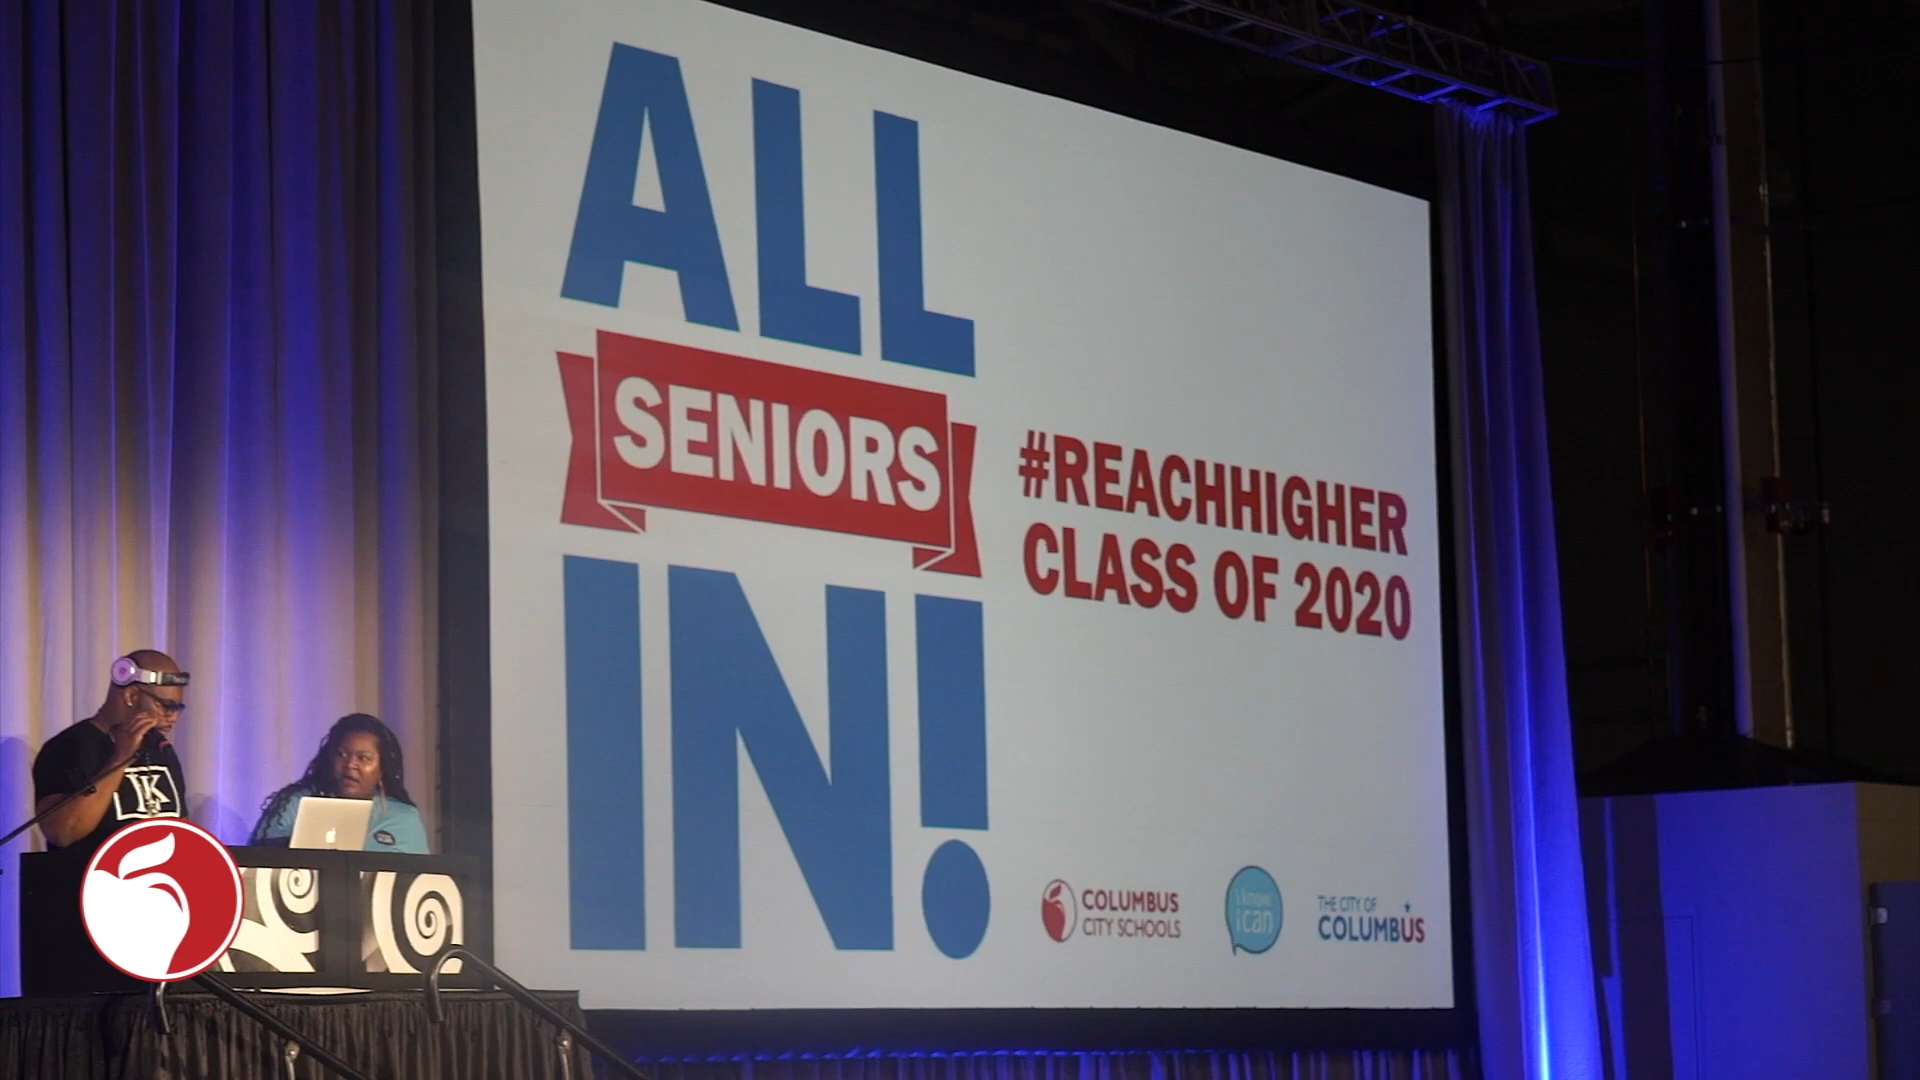 ALL
SENIORS
IN!
#REACHHIGHER
CLASS OF 2020
COLUMBUS
CITY SCHOOLS
i know
i can
THE CITY OF
COLUMBUS